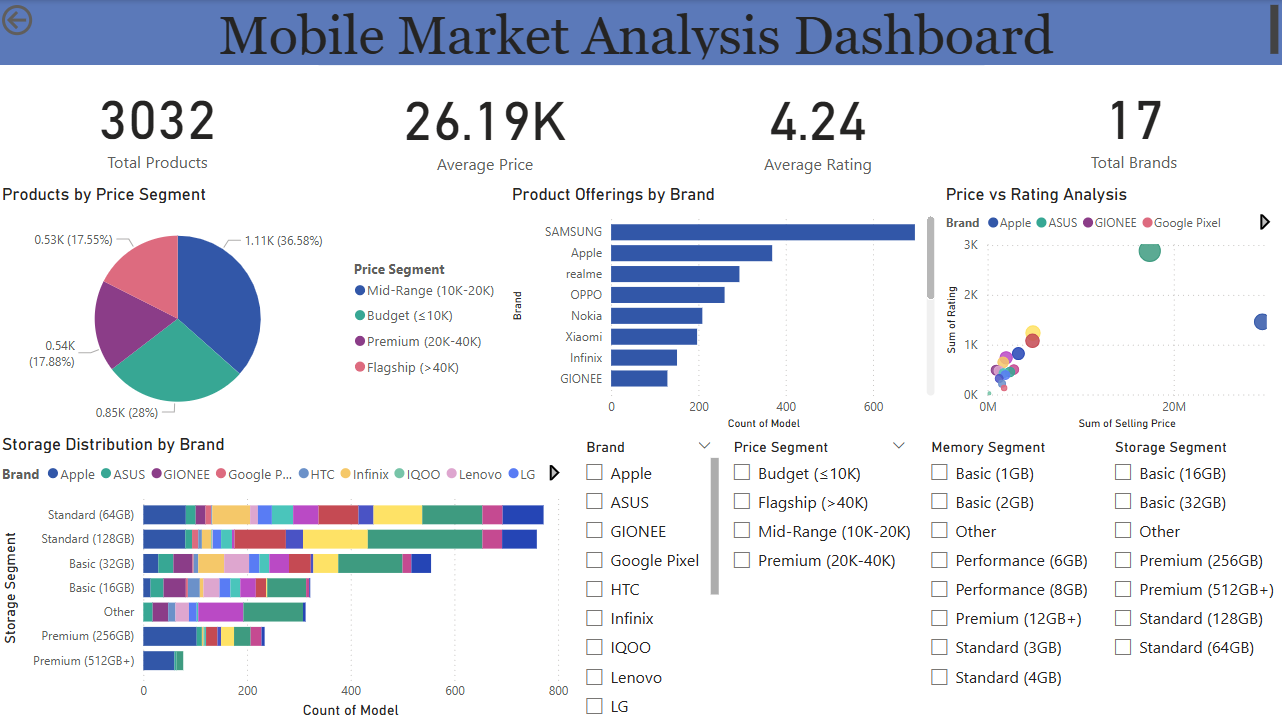 Mobile Market Analysis Dashboard
3032
Total Products
26.19K
Average Price
4.24
Average Rating
17
Total Brands
Products by Price Segment
0.53K (17.55%)
1.11K (36.58%)
0.54K
(17.88%)
0.85K (28%)
Price Segment
Mid-Range (10K-20K)
Budget (≤10K)
Premium (20K-40K)
Flagship (>40K)
Product Offerings by Brand
Brand
SAMSUNG
Apple
realme
OPPO
Nokia
Xiaomi
Infinix
GIONEE
0 200 400 600
Count of Model
Price vs Rating Analysis
Brand Apple ASUS GIONEE Google Pixel
Sum of Rating
3K
2K
1K
0K
0M 20M
Sum of Selling Price
Storage Distribution by Brand
Brand Apple ASUS GIONEE Google P... HTC Infinix IQOO Lenovo LG
Storage Segment
Standard (64GB)
Standard (128GB)
Basic (32GB)
Basic (16GB)
Other
Premium (256GB)
Premium (512GB+)
0 200 400 600 800
Count of Model
Brand
Apple
ASUS
GIONEE
Google Pixel
HTC
Infinix
IQOO
Lenovo
LG
Price Segment
Budget (≤10K)
Flagship (>40K)
Mid-Range (10K-20K)
Premium (20K-40K)
Memory Segment
Basic (1GB)
Basic (2GB)
Other
Performance (6GB)
Performance (8GB)
Premium (12GB+)
Standard (3GB)
Standard (4GB)
Storage Segment
Basic (16GB)
Basic (32GB)
Other
Premium (256GB)
Premium (512GB+)
Standard (128GB)
Standard (64GB)